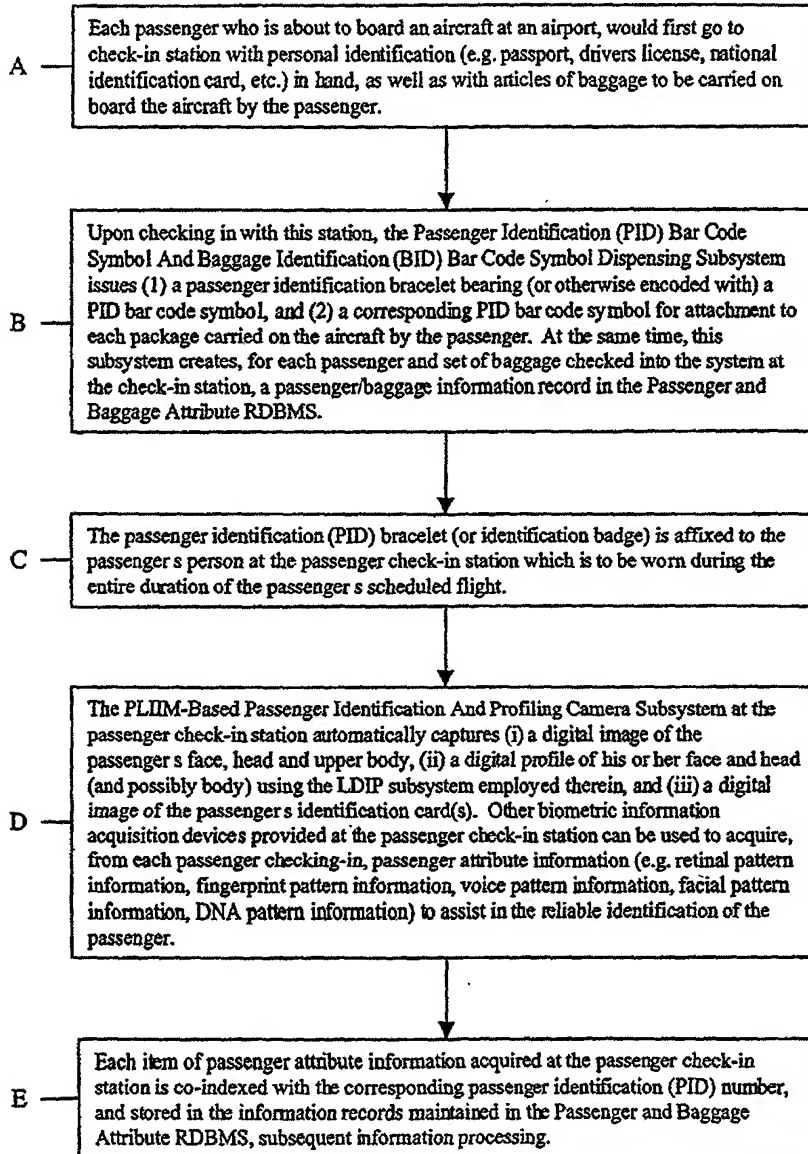 Each passenger who is about to board an aircraft at an airport, would first go to
check-in station with personal identification (e.g. passport, drivers license, national
A
identification card, etc.) in hand, as well as with articles of baggage to be carried on
board the aircraft by the passenger.
Upon checking in with this station, the Passenger Identification (PID) Bar Code
Symbol And Baggage Identification (BID) Bar Code Symbol Dispensing Subsystem
issues (1) a passenger identification bracelet bearing (or otherwise encoded with) a
PID bar code symbol, and (2) a corresponding PID bar code symbol for attachment to
B
each package carried on the aircraft by the passenger. At the same time, this
subsystem creates, for each passenger and set of baggage checked into the system at
the check-in station, a passenger/baggage information record in the Passenger and
Baggage Attribute RDBMS.
The passenger identification (PID) bracelet (or identification badge) is affixed to the
C
passenger s person at the passenger check-in station which is to be worn during the
entire duration of the passenger s scheduled flight.
The PLIIM-Based Passenger Identification And Profiling Camera Subsystem at the
passenger check-in station automatically captures (i) a digital image of the
passenger s face, head and upper body, (ii) a digital profile of his or her face and head
(and possibly body) using the LDIP subsystem employed therein, and (iii) a digital
D
image of the passenger s identification card(s). Other biometric information
acquisition devices provided at the passenger check-in station can be used to acquire,
from each passenger checking-in, passenger attribute information (e.g. retinal pattern
information, fingerprint pattern information, voice pattern information, facial pattern
information, DNA pattern information) to assist in the reliable identification of the
passenger.
Each item of passenger attribute information acquired at the passenger check-in
station is co-indexed with the corresponding passenger identification (PID) number,
E
and stored in the information records maintained in the Passenger and Baggage
Attribute RDBMS, subsequent information processing.